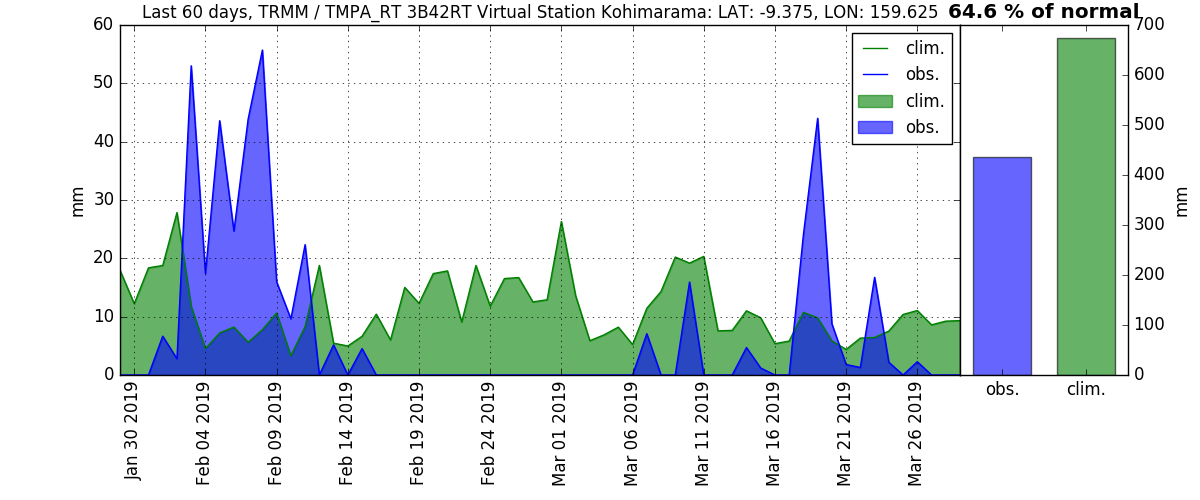 Last 60 days, TRMM / TMPA_RT 3B42RT Virtual Station Kohimarama: LAT: -9.375, LON: 159.625
64.6 % of normal
60
50
40
30
20
10
0
mm
clim.
obs.
clim.
obs.
Jan 30 2019
Feb 04 2019
Feb 09 2019
Feb 14 2019
Feb 19 2019
Feb 24 2019
Mar 01 2019
Mar 06 2019
Mar 11 2019
Mar 16 2019
Mar 21 2019
Mar 26 2019
700
600
500
400
300
200
100
0
mm
obs.
clim.